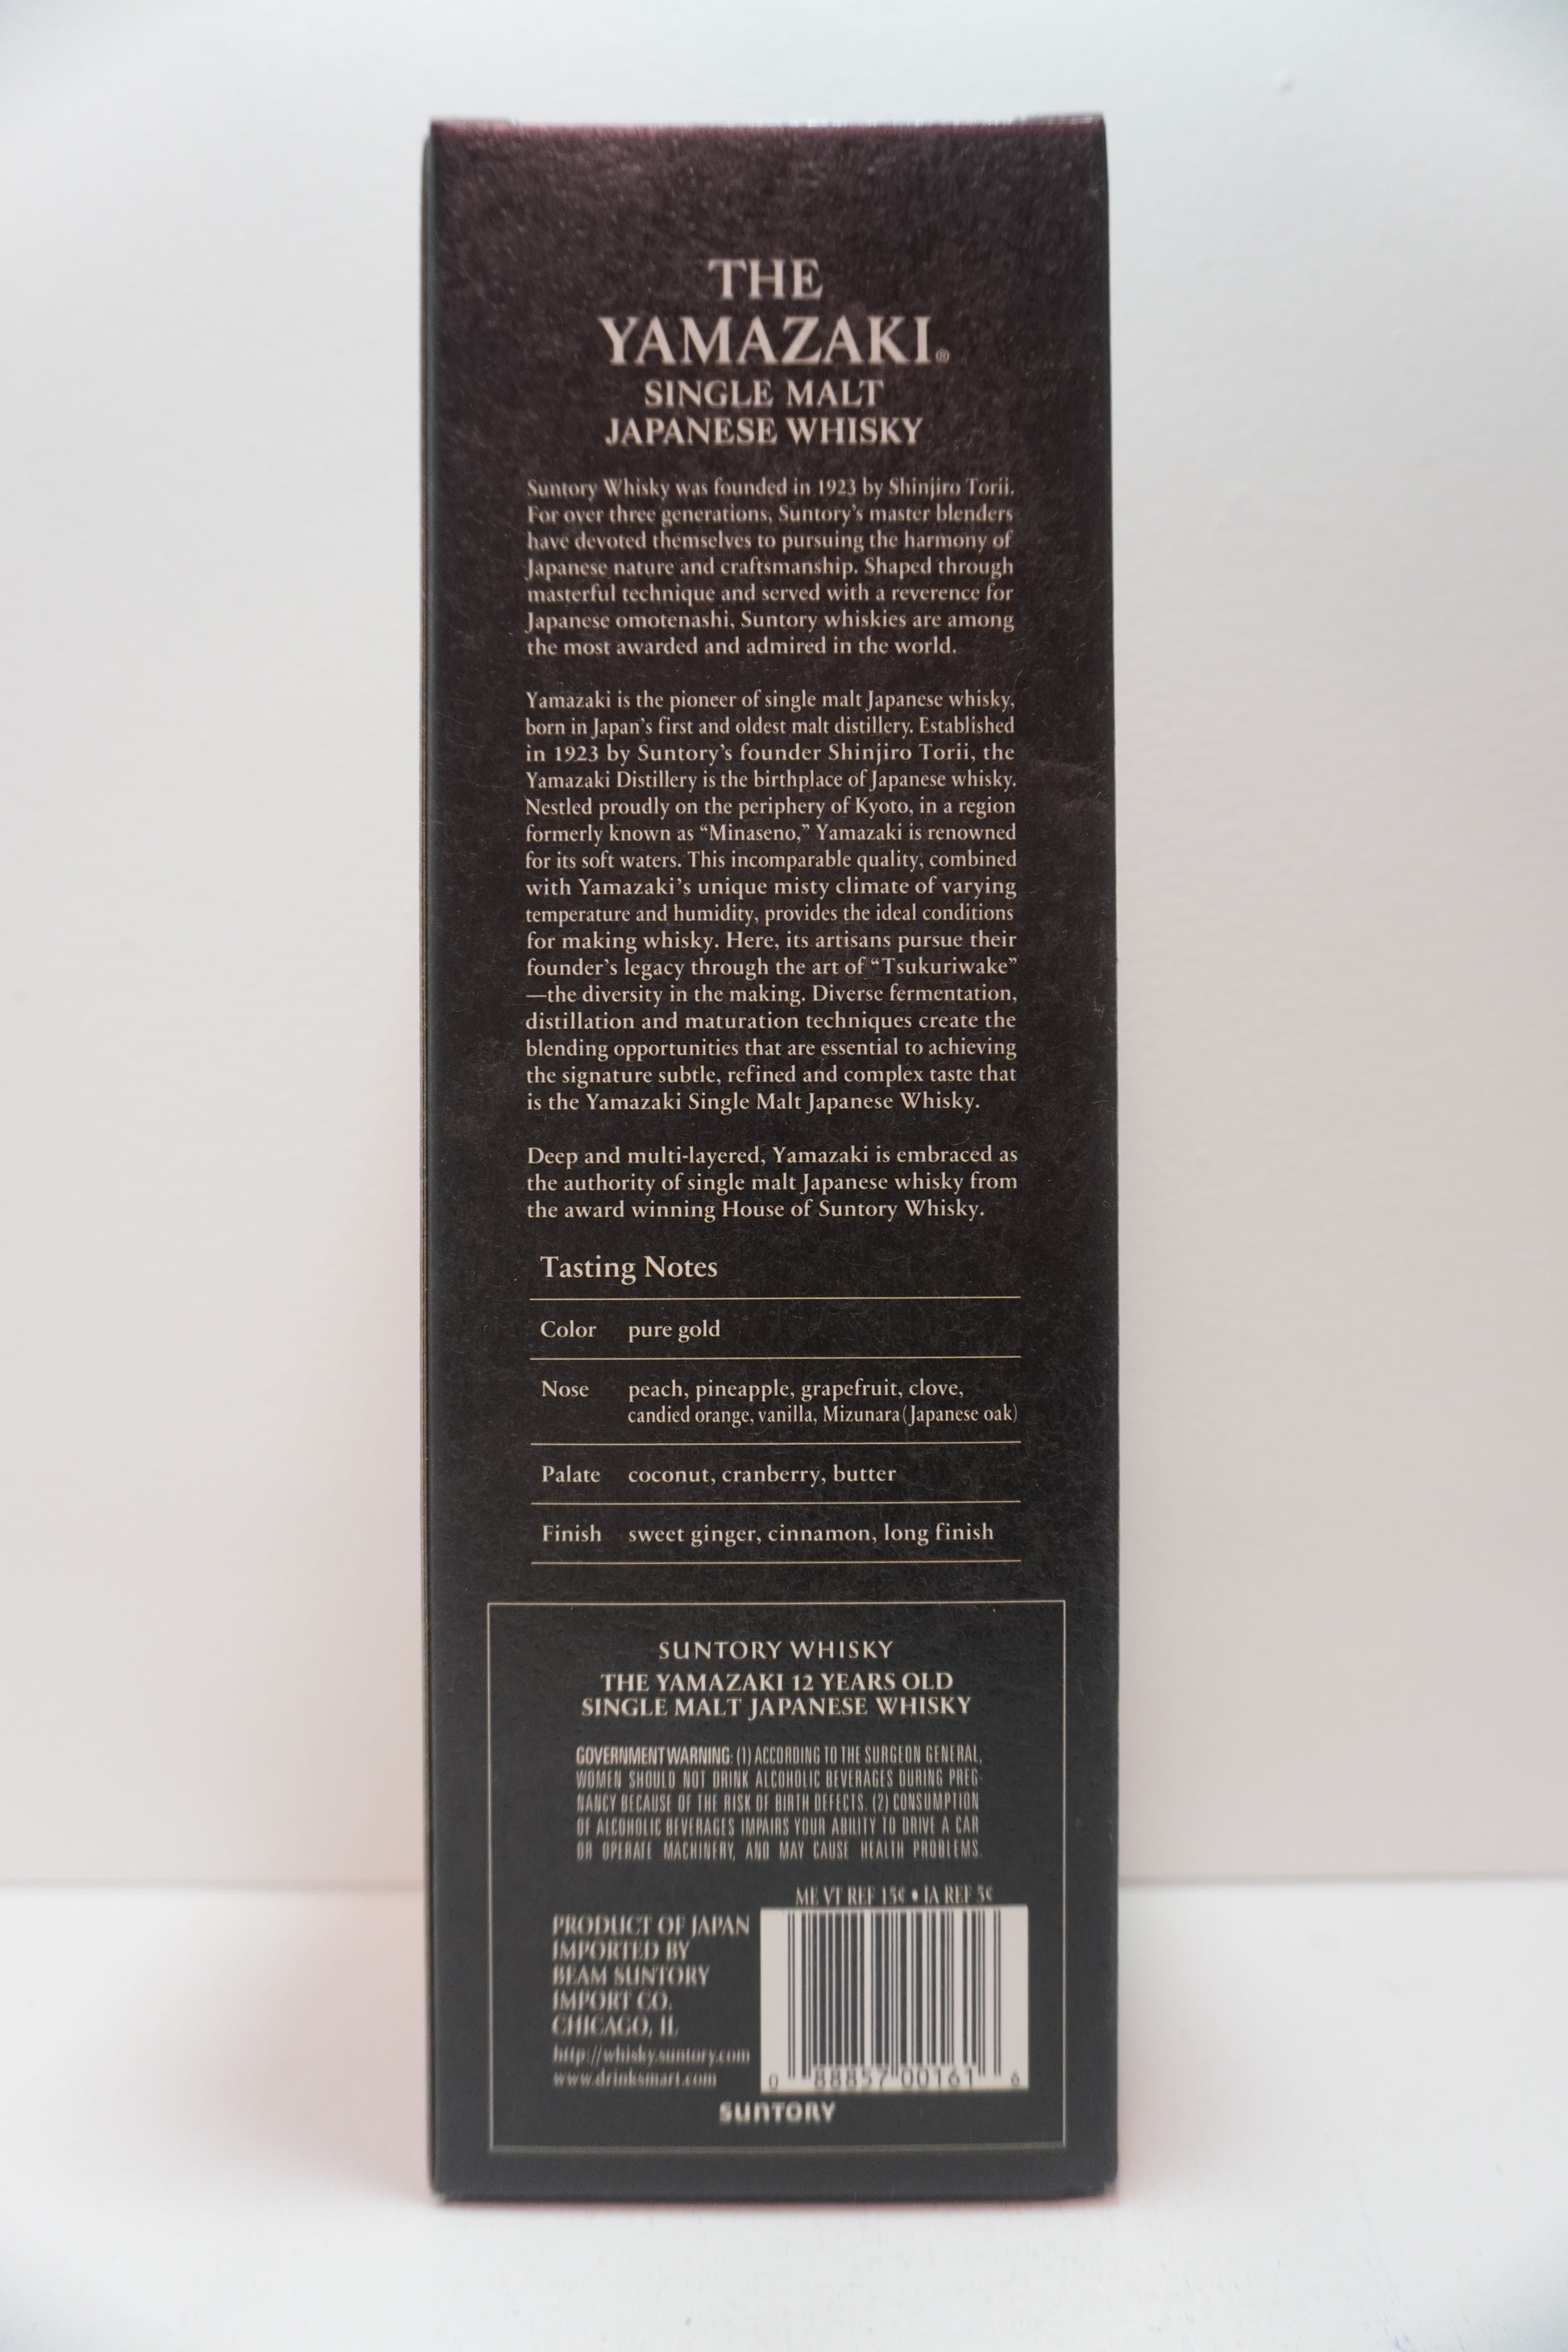 THE
YAMAZAKI®
SINGLE MALT
JAPANESE WHISKY
Suntory Whisky was founded in 1923 by Shinjiro Torii.
For over three generations, Suntory's master blenders
have devoted themselves to pursuing the harmony of
Japanese nature and craftsmanship. Shaped through
masterful technique and served with a reverence for
Japanese omotenashi, Suntory whiskies are among
the most awarded and admired in the world.
Yamazaki is the pioneer of single malt Japanese whisky,
born in Japan's first and oldest malt distillery. Established
in 1923 by Suntory's founder Shinjiro Torii, the
Yamazaki Distillery is the birthplace of Japanese whisky.
Nestled proudly on the periphery of Kyoto, in a region
formerly known as “Minaseno,” Yamazaki is renowned
for its soft waters. This incomparable quality, combined
with Yamazaki's unique misty climate of varying
temperature and humidity, provides the ideal conditions
for making whisky. Here, its artisans pursue their
founder's legacy through the art of “Tsukuriwake”
—the diversity in the making. Diverse fermentation,
distillation and maturation techniques create the
blending opportunities that are essential to achieving
the signature subtle, refined and complex taste that
is the Yamazaki Single Malt Japanese Whisky.
Deep and multi-layered, Yamazaki is embraced as
the authority of single malt Japanese whisky from
the award winning House of Suntory Whisky.
Tasting Notes
Color pure gold
Nose peach, pineapple, grapefruit, clove,
candied orange, vanilla, Mizunara (Japanese oak)
Palate coconut, cranberry, butter
Finish sweet ginger, cinnamon, long finish
SUNTORY WHISKY
THE YAMAZAKI 12 YEARS OLD
SINGLE MALT JAPANESE WHISKY
GOVERNMENT WARNING: (1) ACCORDING TO THE SURGEON GENERAL,
WOMEN SHOULD NOT DRINK ALCOHOLIC BEVERAGES DURING PREG-
NANCY BECAUSE OF THE RISK OF BIRTH DEFECTS. (2) CONSUMPTION
OF ALCOHOLIC BEVERAGES IMPAIRS YOUR ABILITY TO DRIVE A CAR
OR OPERATE MACHINERY, AND MAY CAUSE HEALTH PROBLEMS.
ME VT REF 15¢ • IA REF 5¢
PRODUCT OF JAPAN
IMPORTED BY
BEAM SUNTORY
IMPORT CO.
CHICAGO, IL
http://whisky.suntory.com
www.drinksmart.com
0 88857 00161 6
SUNTORY